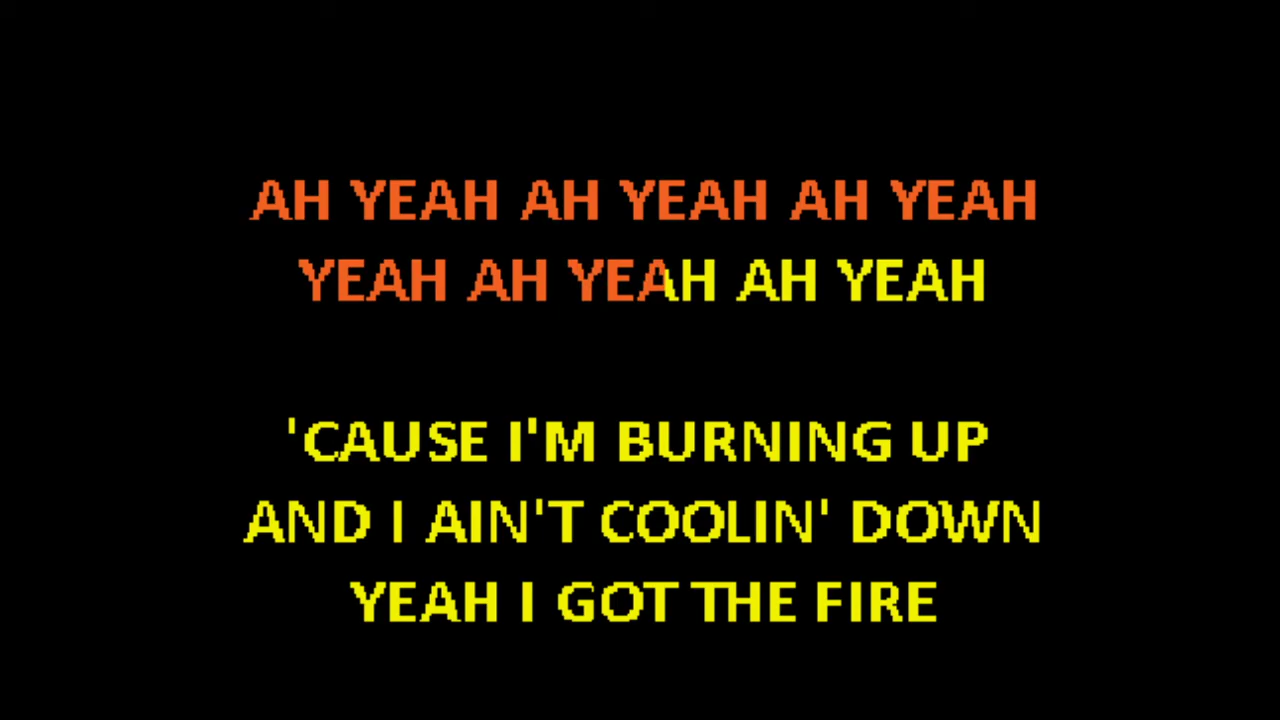 AH YEAH AH YEAH AH YEAH
YEAH AH YEAH AH YEAH
'CAUSE I'M BURNING UP
AND I AIN'T COOLIN' DOWN
YEAH I GOT THE FIRE